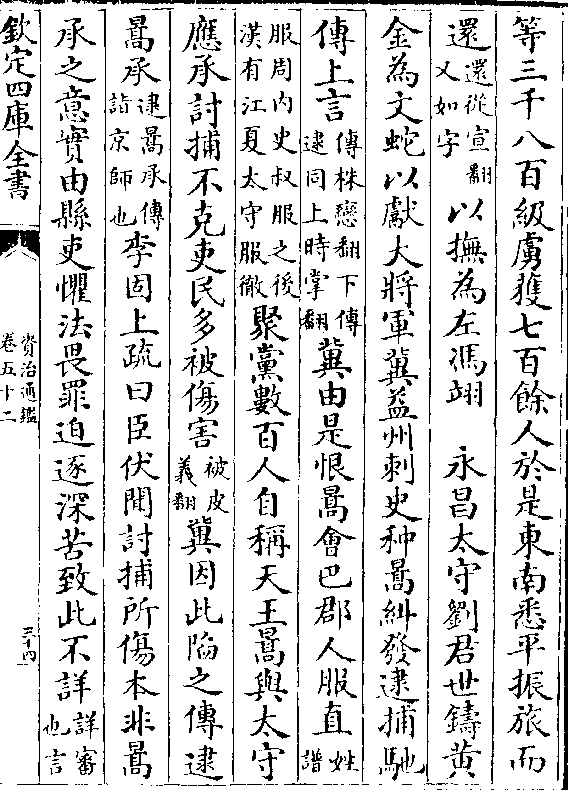 等三千八百級虜獲七百餘人於是東南悉平振旅而
還還從宣翻又如字以撫為左馮翊　永昌太守劉君世鑄黃
金為文蛇以獻大將軍冀益州刺史种暠糾發逮捕馳
傳上言傳株戀翻下傳逮同上時掌翻冀由是恨暠會巴郡人服直姓譜
服周内史叔服之後漢有江夏太守服徹聚黨數百人自稱天王暠與太守
應承討捕不克吏民多被傷害被皮義翻冀因此陷之傳逮
暠承逮暠承傳詣京師也李固上疏曰臣伏聞討捕所傷本非暠
承之意實由縣吏懼法畏罪迫逐深苦致此不詳詳審也言
欽定四庫全書
資治通鑑
卷五十二
三十四